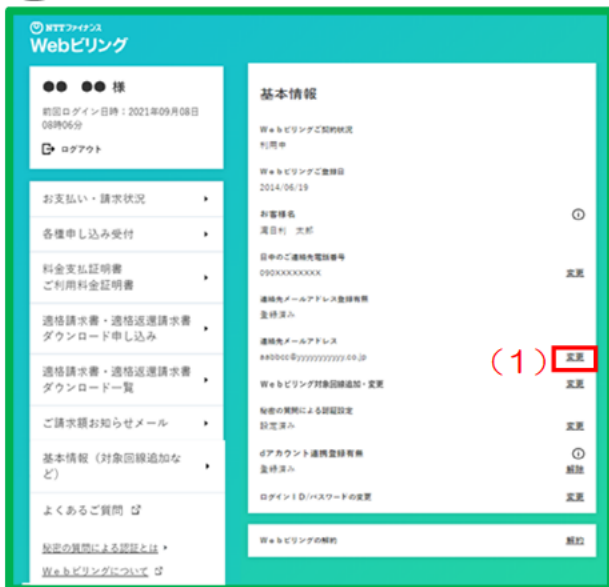 NTTファイナンス
Webビリング
●● ●● 様
前回ログイン日時：2021年09月08日
08時06分
ログアウト
お支払い・請求状況
各種申し込み受付
料金支払証明書
ご利用料金証明書
適格請求書・適格返還請求書
ダウンロード申し込み
適格請求書・適格返還請求書
ダウンロード一覧
ご請求額お知らせメール
基本情報（対象回線追加な
ど）
よくあるご質問
秘密の質問による認証とは
Webビリングについて
基本情報
Webビリングご契約状況
利用中
Webビリングご登録日
2014/06/19
お客様名
溝日利 太郎
日中のご連絡先電話番号
090XXXXXXXX 変更
連絡先メールアドレス登録有無
登録済み
連絡先メールアドレス
aabbcc@yyyyyyyyyy.co.jp
（1）変更
Webビリング対象回線追加・変更 変更
秘密の質問による認証設定
設定済み 変更
dアカウント連携登録有無
登録済み 解除
ログインID/パスワードの変更 変更
Webビリングの解約 解約